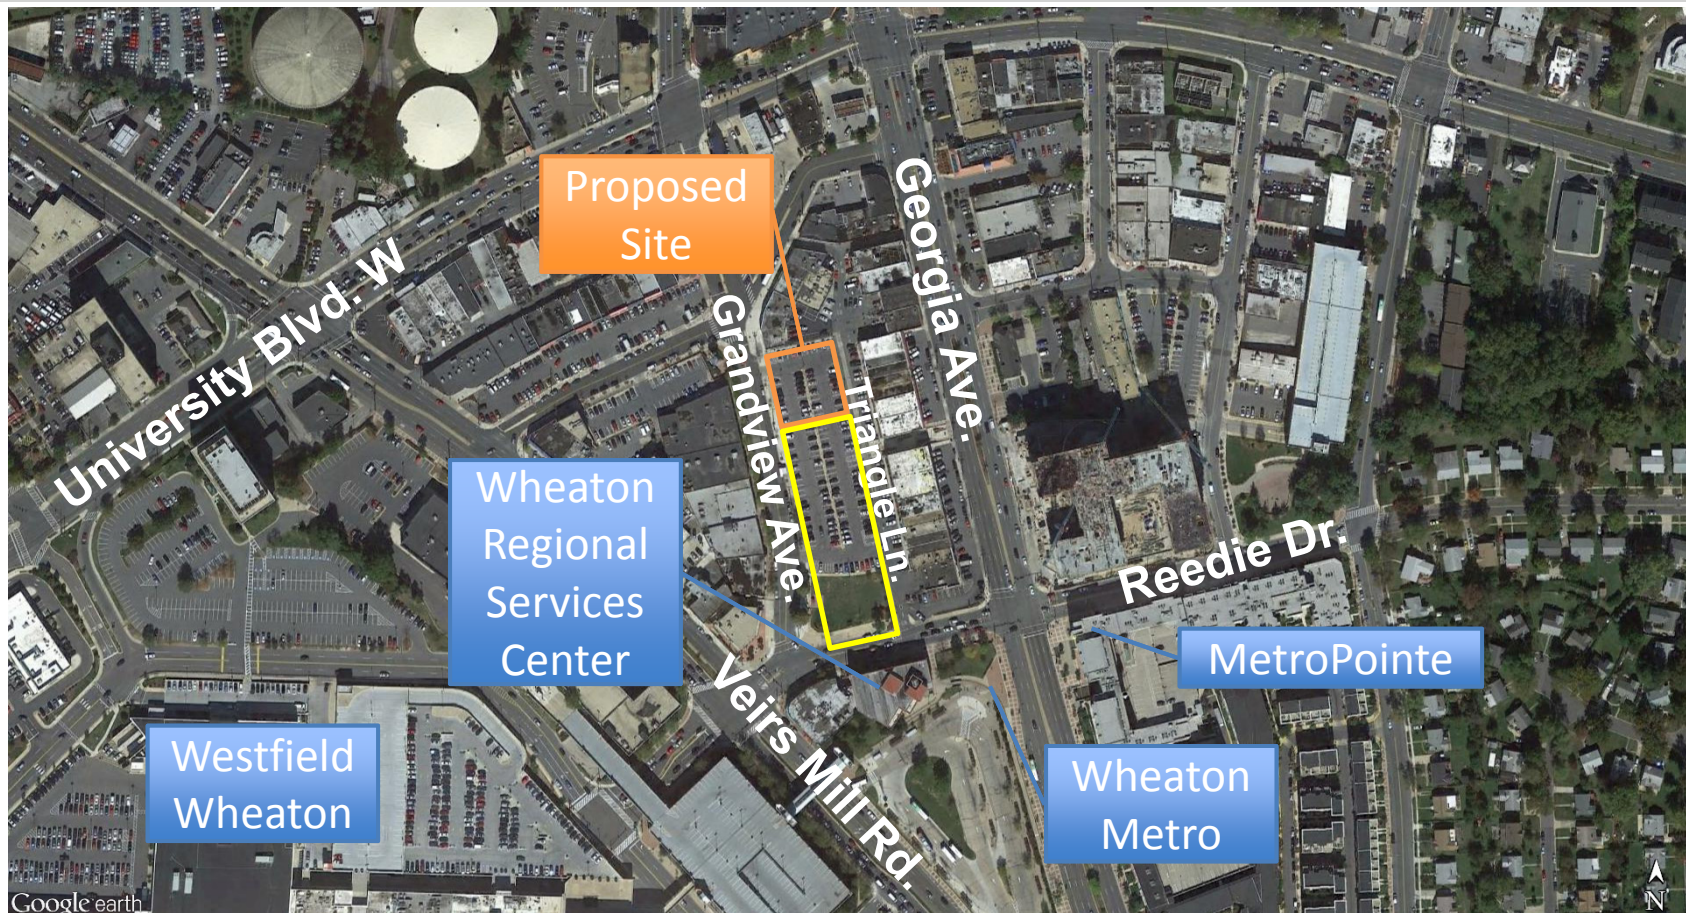 Proposed
Site
University Blvd. W
Georgia Ave.
Grandview Ave.
Triangle Ln.
Wheaton
Regional
Services
Center
Reedie Dr.
MetroPointe
Veirs Mill Rd.
Westfield
Wheaton
Wheaton
Metro
Google earth
N